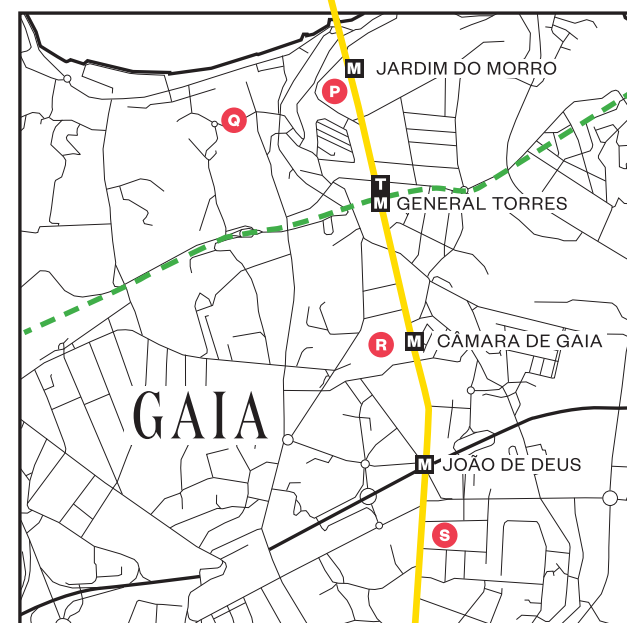 M JARDIM DO MORRO
P
Q
T
M GENERAL TORRES
R
M CÂMARA DE GAIA
GAIA
M JOÃO DE DEUS
S